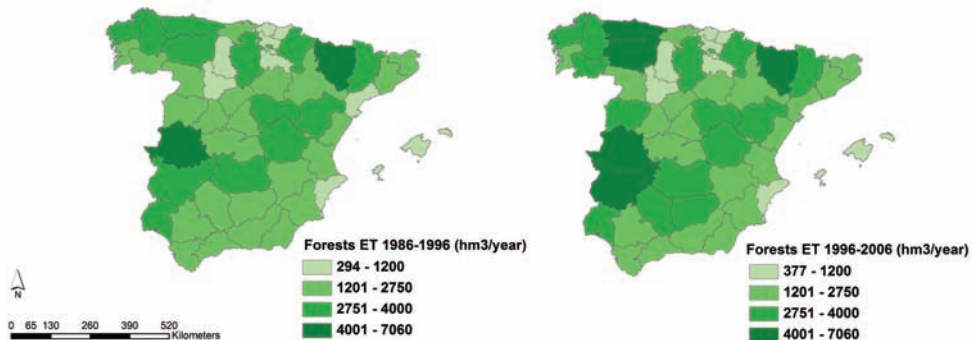 Forests ET 1986-1996 (hm3/year)
294 - 1200
1201 - 2750
2751 - 4000
4001 - 7060
Forests ET 1996-2006 (hm3/year)
377 - 1200
1201 - 2750
2751 - 4000
4001 - 7060
N
0 65 130 260 390 520
Kilometers